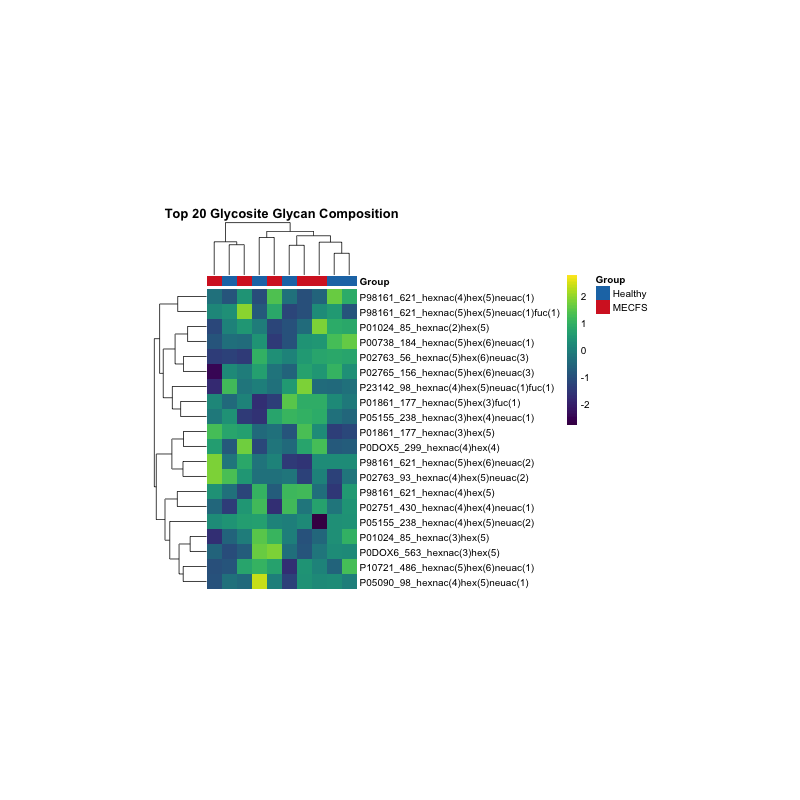 Top 20 Glycosite Glycan Composition
Group
P98161_621_hexnac(4)hex(5)neuac(1)
P98161_621_hexnac(5)hex(5)neuac(1)fuc(1)
P01024_85_hexnac(2)hex(5)
P00738_184_hexnac(5)hex(6)neuac(1)
P02763_56_hexnac(5)hex(6)neuac(3)
P02765_156_hexnac(5)hex(6)neuac(3)
P23142_98_hexnac(4)hex(5)neuac(1)fuc(1)
P01861_177_hexnac(5)hex(3)fuc(1)
P05155_238_hexnac(3)hex(4)neuac(1)
P01861_177_hexnac(3)hex(5)
P0DOX5_299_hexnac(4)hex(4)
P98161_621_hexnac(5)hex(6)neuac(2)
P02763_93_hexnac(4)hex(5)neuac(2)
P98161_621_hexnac(4)hex(5)
P02751_430_hexnac(4)hex(4)neuac(1)
P05155_238_hexnac(4)hex(5)neuac(2)
P01024_85_hexnac(3)hex(5)
P0DOX6_563_hexnac(3)hex(5)
P10721_486_hexnac(5)hex(6)neuac(1)
P05090_98_hexnac(4)hex(5)neuac(1)
2
1
0
-1
-2
Group
Healthy
MECFS